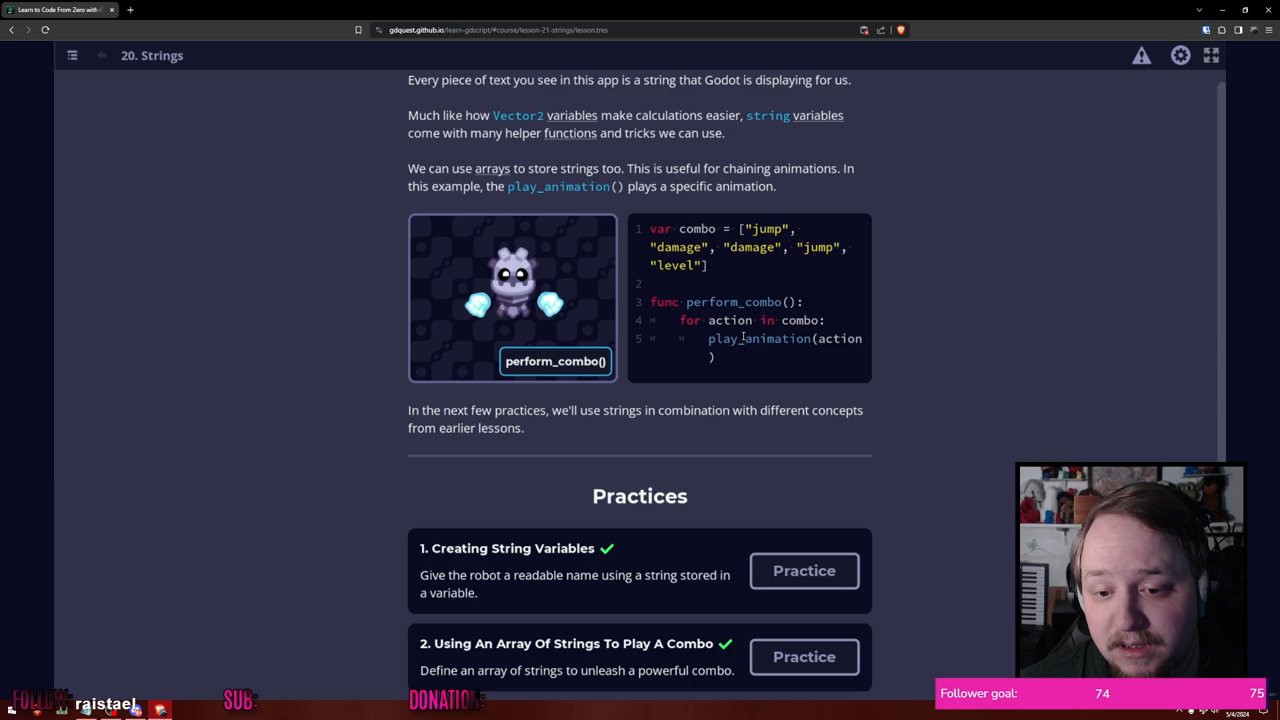 Learn to Code From Zero with
gdquest.github.io/learn-gdscript/#course/lesson-21-strings/lesson.tres
20. Strings
Every piece of text you see in this app is a string that Godot is displaying for us.
Much like how Vector2 variables make calculations easier, string variables
come with many helper functions and tricks we can use.
We can use arrays to store strings too. This is useful for chaining animations. In
this example, the play_animation() plays a specific animation.
perform_combo()
1 var combo = ["jump",
"damage", "damage", "jump",
"level"]
2
3 func perform_combo():
4 for action in combo:
5 play_animation(action
)
In the next few practices, we'll use strings in combination with different concepts
from earlier lessons.
Practices
1. Creating String Variables
Give the robot a readable name using a string stored in
a variable.
Practice
2. Using An Array Of Strings To Play A Combo
Define an array of strings to unleash a powerful combo.
Practice
FOLLOW: raistael
SUB:
DONATION:
Follower goal: 74 75
5/4/2024